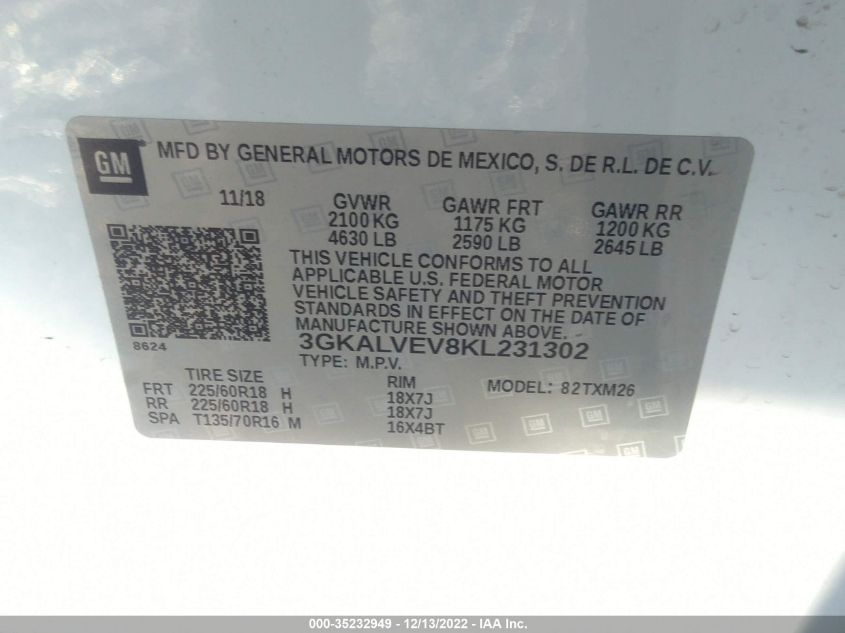 GM MFD BY GENERAL MOTORS DE MEXICO, S. DE R.L. DE C.V.
11/18 GVWR GAWR FRT GAWR RR
2100 KG 1175 KG 1200 KG
4630 LB 2590 LB 2645 LB
THIS VEHICLE CONFORMS TO ALL
APPLICABLE U.S. FEDERAL MOTOR
VEHICLE SAFETY AND THEFT PREVENTION
STANDARDS IN EFFECT ON THE DATE OF
MANUFACTURE SHOWN ABOVE.
8624
3GKALVEV8KL231302
TYPE: M.P.V.
TIRE SIZE RIM MODEL: 82TXM26
FRT 225/60R18 H 18X7J
RR 225/60R18 H 18X7J
SPA T135/70R16 M 16X4BT
000-35232949 - 12/13/2022 - IAA Inc.